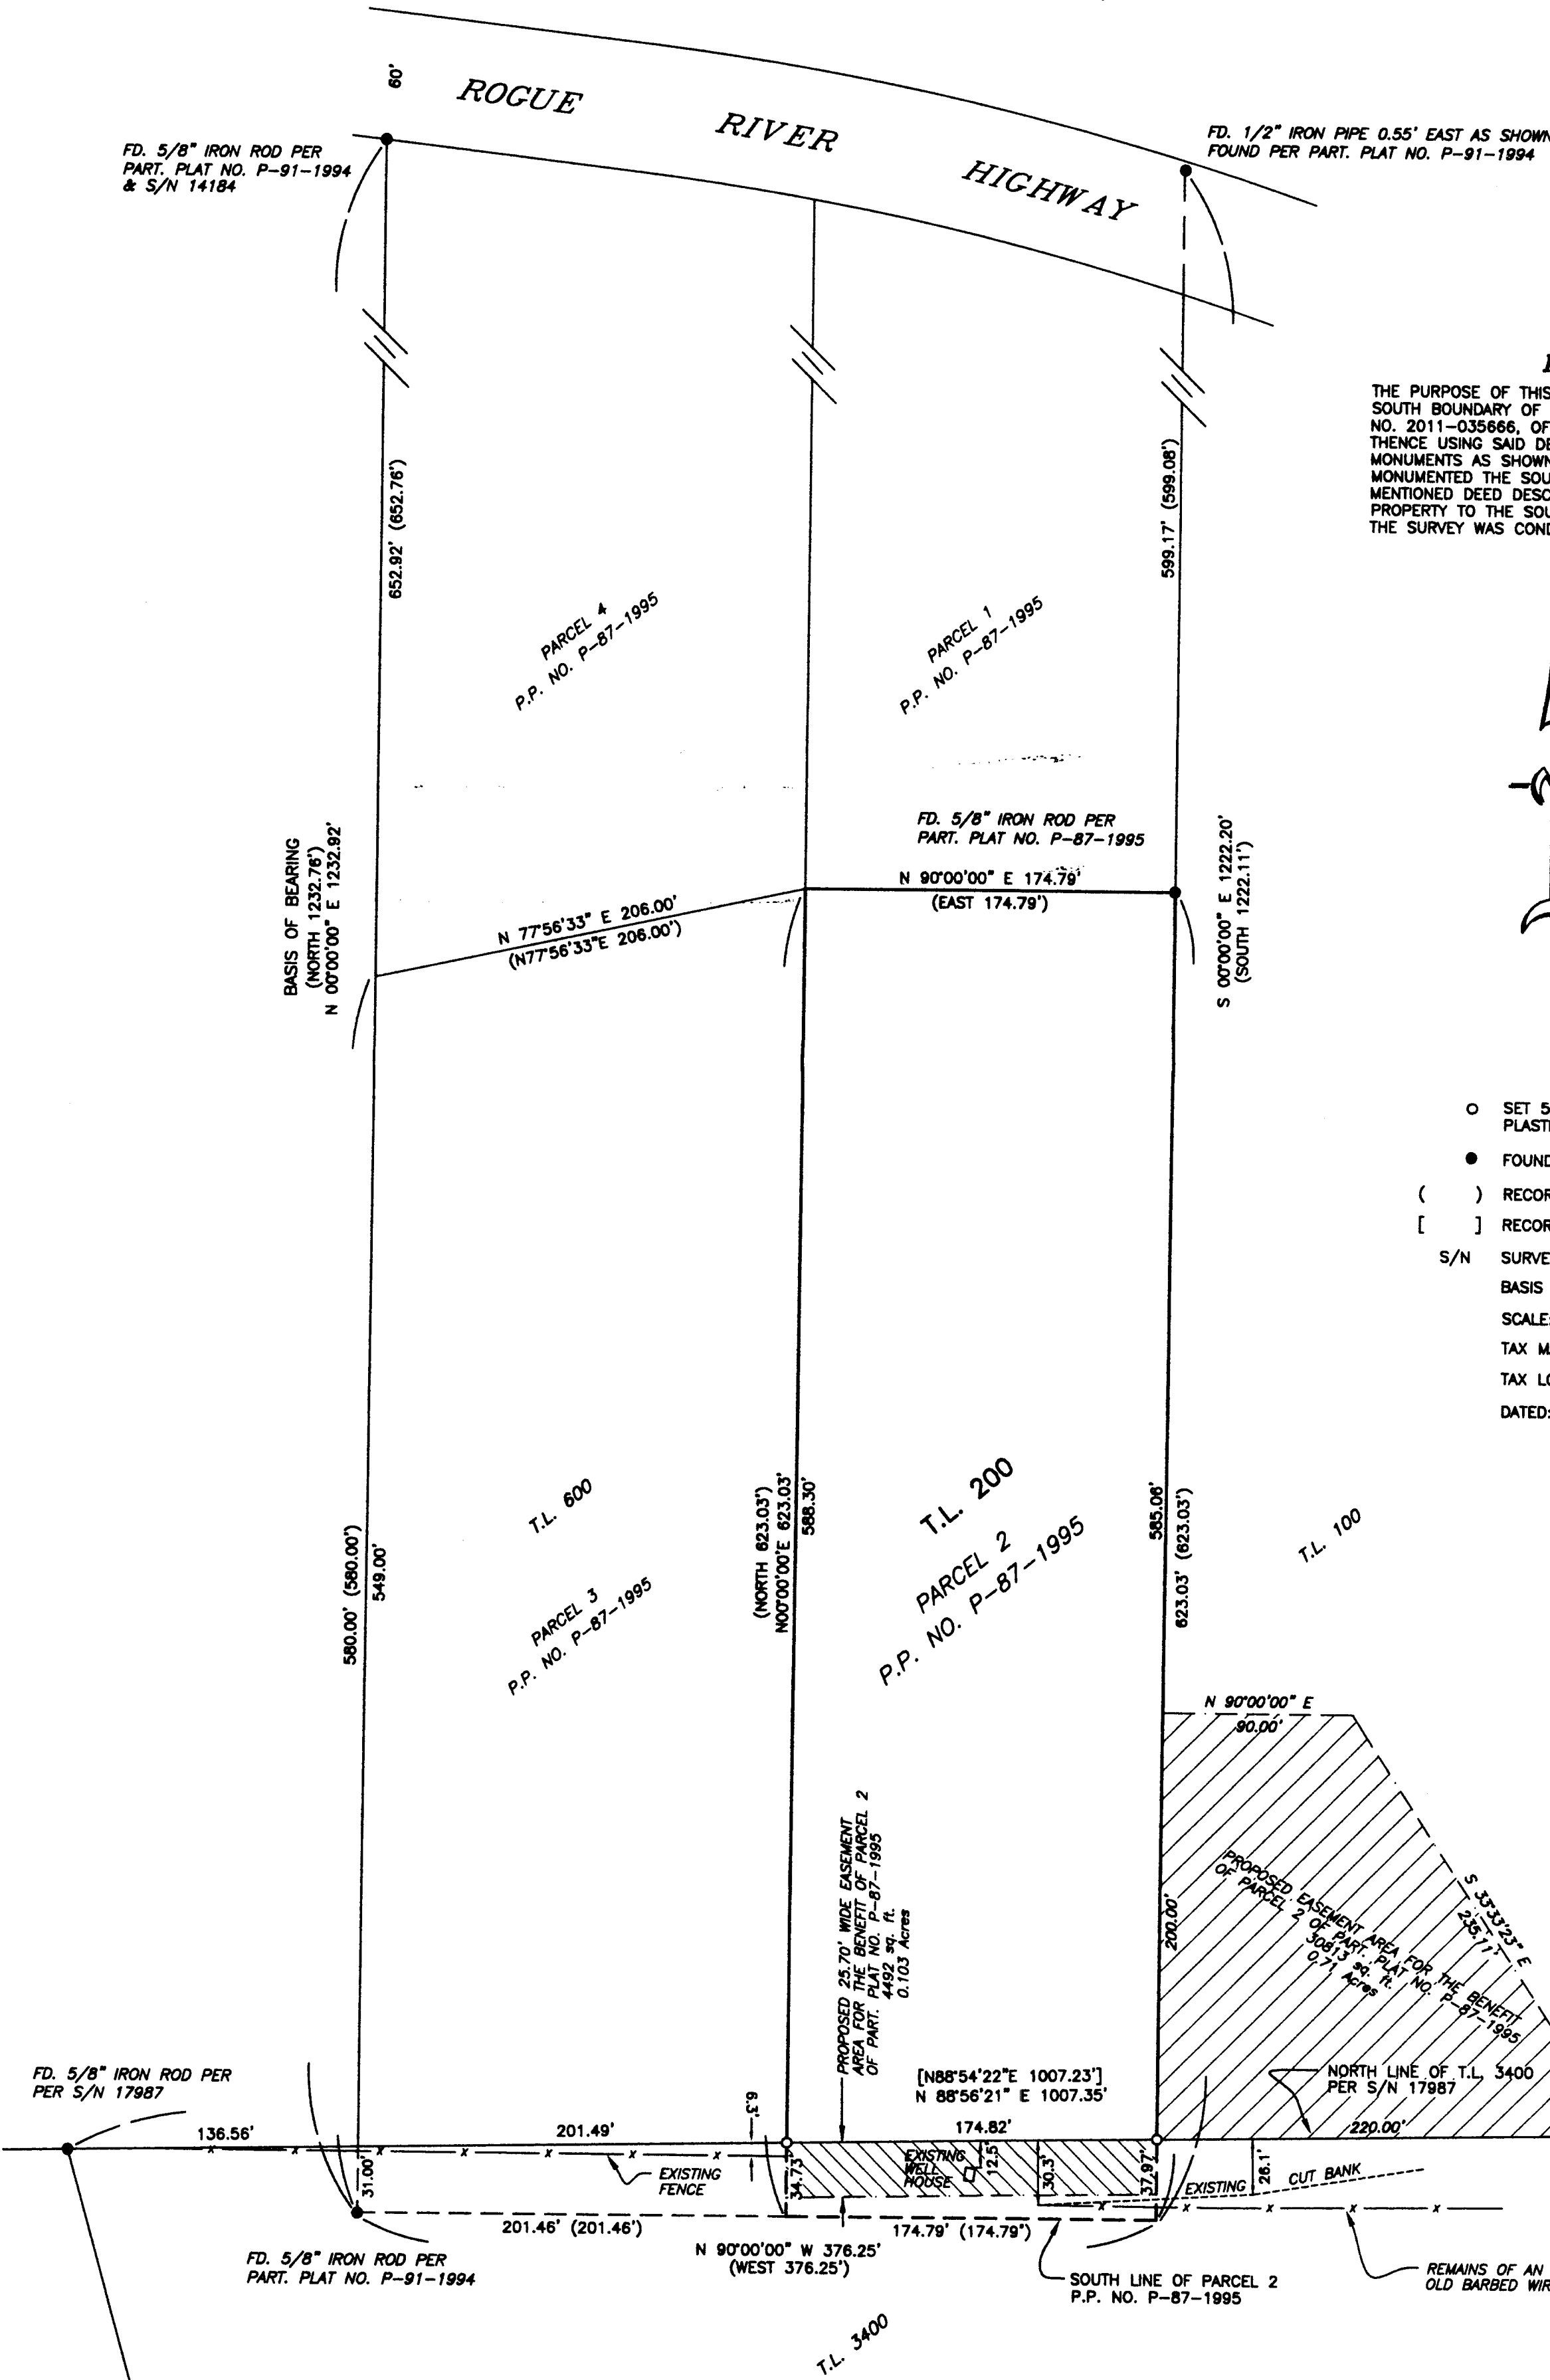 60'
ROGUE RIVER HIGHWAY
FD. 5/8" IRON ROD PER
PART. PLAT NO. P-91-1994
& S/N 14184
FD. 1/2" IRON PIPE 0.55' EAST AS SHOWN
FOUND PER PART. PLAT NO. P-91-1994
THE PURPOSE OF THIS
SOUTH BOUNDARY OF
NO. 2011-035666, OF
THENCE USING SAID DE
MONUMENTS AS SHOWN
MONUMENTED THE SOU
MENTIONED DEED DESC
PROPERTY TO THE SOU
THE SURVEY WAS COND
652.92' (652.76')
599.17' (599.08')
PARCEL 4
P.P. NO. P-87-1995
PARCEL 1
P.P. NO. P-87-1995
FD. 5/8" IRON ROD PER
PART. PLAT NO. P-87-1995
N 90°00'00" E 174.79'
(EAST 174.79')
BASIS OF BEARING
(NORTH 1232.76')
N 00°00'00" E 1232.92'
N 77°56'33" E 206.00'
(N77°56'33"E 206.00')
S 00°00'00" E 1222.20'
(SOUTH 1222.11')
SET 5
PLASTI
FOUND
( ) RECOR
[ ] RECOR
S/N SURVE
BASIS
SCALE:
TAX MA
TAX LO
DATED:
T.L. 600
PARCEL 3
P.P. NO. P-87-1995
580.00' (580.00')
549.00'
(NORTH 623.03')
N00°00'00"E 623.03'
588.30'
T.L. 200
PARCEL 2
P.P. NO. P-87-1995
585.06'
623.03' (623.03')
T.L. 100
N 90°00'00" E
90.00'
PROPOSED 25.70' WIDE EASEMENT
AREA FOR THE BENEFIT OF PARCEL 2
OF PART. PLAT NO. P-87-1995
4492 sq. ft.
0.103 Acres
200.00'
PROPOSED EASEMENT AREA FOR THE BENEFIT
OF PARCEL 2 OF PART. PLAT NO. P-87-1995
30813 sq. ft.
0.71 Acres
S 33°33'23" E
235.77'
FD. 5/8" IRON ROD PER
PER S/N 17987
[N88°54'22"E 1007.23']
N 88°56'21" E 1007.35'
NORTH LINE OF T.L. 3400
PER S/N 17987
136.56'
201.49'
6.3'
174.82'
220.00'
EXISTING
FENCE
31.00'
34.73'
EXISTING
WELL
HOUSE
12.5'
30.3'
37.97'
EXISTING CUT BANK
26.1'
201.46' (201.46')
174.79' (174.79')
N 90°00'00" W 376.25'
(WEST 376.25')
FD. 5/8" IRON ROD PER
PART. PLAT NO. P-91-1994
SOUTH LINE OF PARCEL 2
P.P. NO. P-87-1995
REMAINS OF AN
OLD BARBED WIR
T.L. 3400